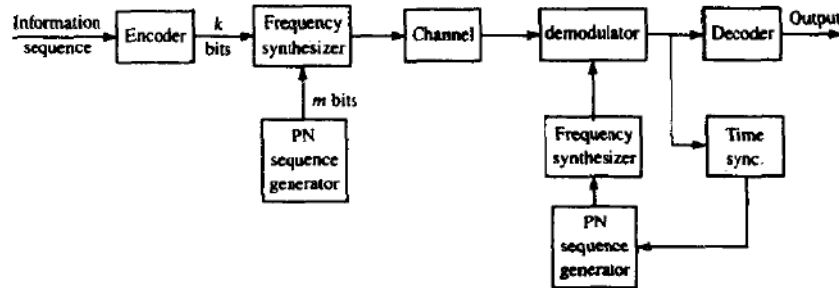 Information
sequence
Encoder
k
bits
Frequency
synthesizer
Channel
demodulator
Decoder
Output
m bits
PN
sequence
generator
Frequency
synthesizer
Time
sync.
PN
sequence
generator